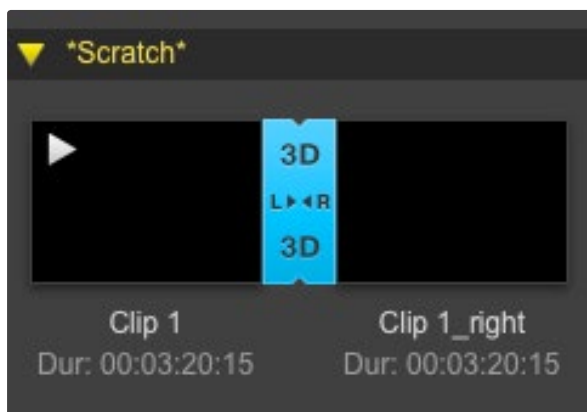 *Scratch*
3D
L R
3D
Clip 1
Clip 1_right
Dur: 00:03:20:15
Dur: 00:03:20:15